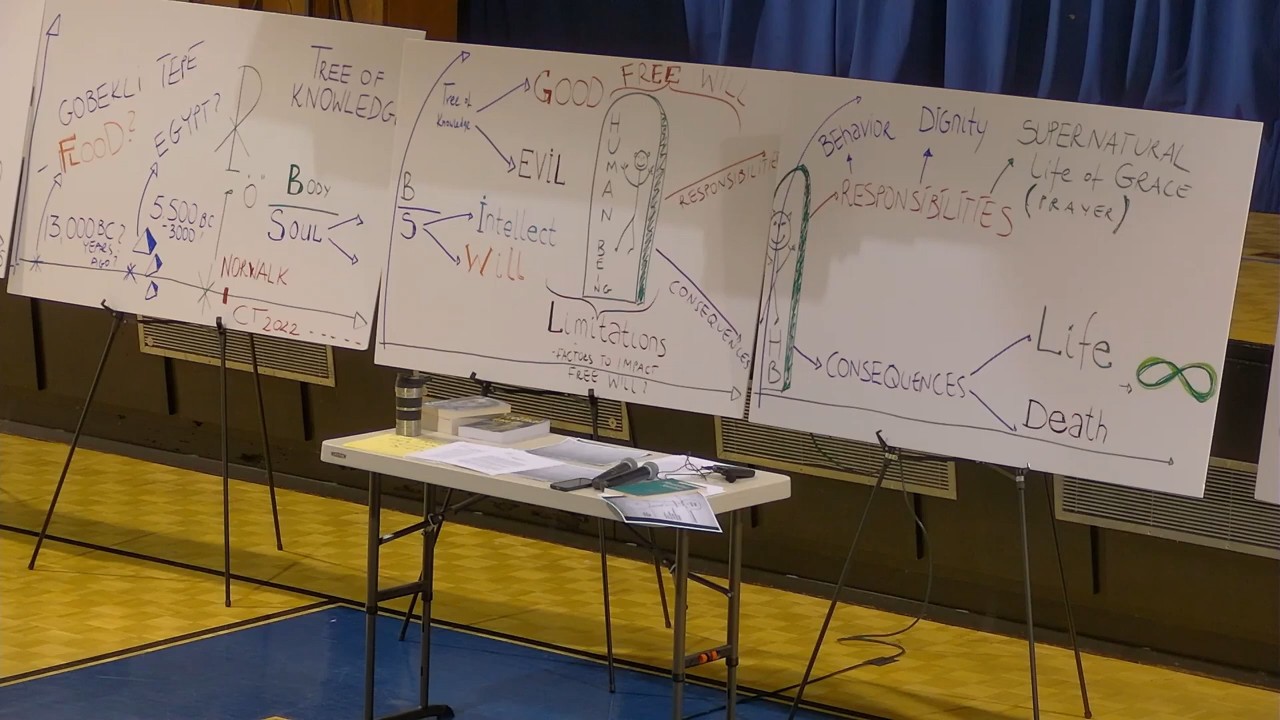 GOBEKLI TEPE
FLOOD?
EGYPT?
13,000 BC?
YEARS
AGO?
5,500 BC
-3000
TREE OF
KNOWLEDG
BODY
SOUL
NORWALK
CT 2022 ....
Tree of
Knowledge
GOOD
EVIL
FREE WILL
B
S
Intellect
Will
HUMAN BEING
RESPONSIBILITIE
CONSEQUENCES
Limitations
-FACTORS TO IMPACT
FREE WILL?
BEhAVIOR
DigNity
SUPERNATURAL
Life of GRACE
(PRAYER)
RESPONSIBILITIES
HB
CONSEQUENCES
Life
∞
Death